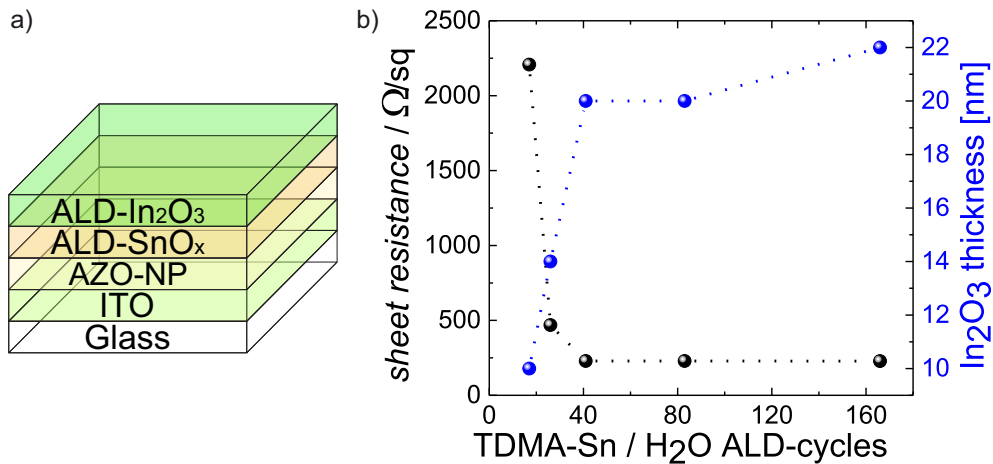 a)
ALD-In₂O₃
ALD-SnOₓ
AZO-NP
ITO
Glass
b)
sheet resistance / Ω/sq
2500
2000
1500
1000
500
0
0 40 80 120 160
TDMA-Sn / H₂O ALD-cycles
22
20
18
16
14
12
10
In₂O₃ thickness [nm]